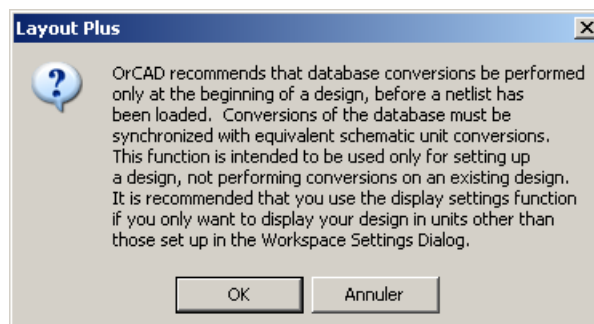 Layout Plus
OrCAD recommends that database conversions be performed
only at the beginning of a design, before a netlist has
been loaded.  Conversions of the database must be
synchronized with equivalent schematic unit conversions.
This function is intended to be used only for setting up
a design, not performing conversions on an existing design.
It is recommended that you use the display settings function
if you only want to display your design in units other than
those set up in the Workspace Settings Dialog.
OK
Annuler